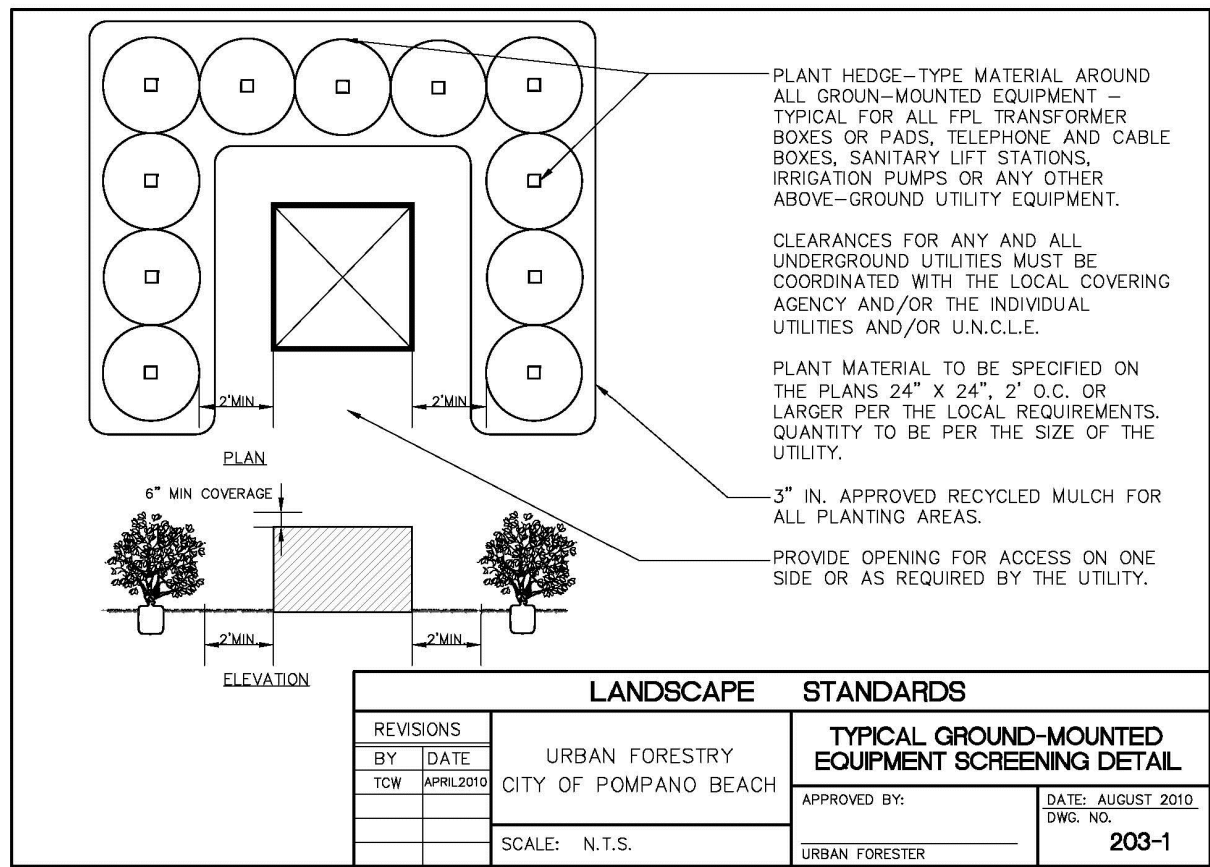 PLANT HEDGE-TYPE MATERIAL AROUND
ALL GROUN-MOUNTED EQUIPMENT -
TYPICAL FOR ALL FPL TRANSFORMER
BOXES OR PADS, TELEPHONE AND CABLE
BOXES, SANITARY LIFT STATIONS,
IRRIGATION PUMPS OR ANY OTHER
ABOVE-GROUND UTILITY EQUIPMENT.
CLEARANCES FOR ANY AND ALL
UNDERGROUND UTILITIES MUST BE
COORDINATED WITH THE LOCAL COVERING
AGENCY AND/OR THE INDIVIDUAL
UTILITIES AND/OR U.N.C.L.E.
PLANT MATERIAL TO BE SPECIFIED ON
THE PLANS 24" X 24", 2' O.C. OR
LARGER PER THE LOCAL REQUIREMENTS.
QUANTITY TO BE PER THE SIZE OF THE
UTILITY.
3" IN. APPROVED RECYCLED MULCH FOR
ALL PLANTING AREAS.
PROVIDE OPENING FOR ACCESS ON ONE
SIDE OR AS REQUIRED BY THE UTILITY.
2'MIN.
2'MIN.
PLAN
6" MIN COVERAGE
2'MIN.
2'MIN.
ELEVATION
LANDSCAPE STANDARDS
REVISIONS
BY DATE
TCW APRIL2010
URBAN FORESTRY
CITY OF POMPANO BEACH
SCALE: N.T.S.
TYPICAL GROUND-MOUNTED
EQUIPMENT SCREENING DETAIL
APPROVED BY:
URBAN FORESTER
DATE: AUGUST 2010
DWG. NO.
203-1